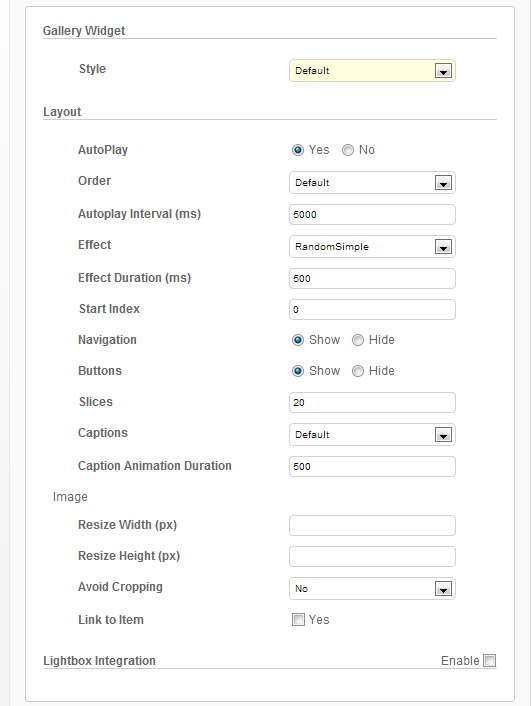 Gallery Widget
Style Default
Layout
AutoPlay Yes No
Order Default
Autoplay Interval (ms) 5000
Effect RandomSimple
Effect Duration (ms) 500
Start Index 0
Navigation Show Hide
Buttons Show Hide
Slices 20
Captions Default
Caption Animation Duration 500
Image
Resize Width (px)
Resize Height (px)
Avoid Cropping No
Link to Item Yes
Lightbox Integration Enable